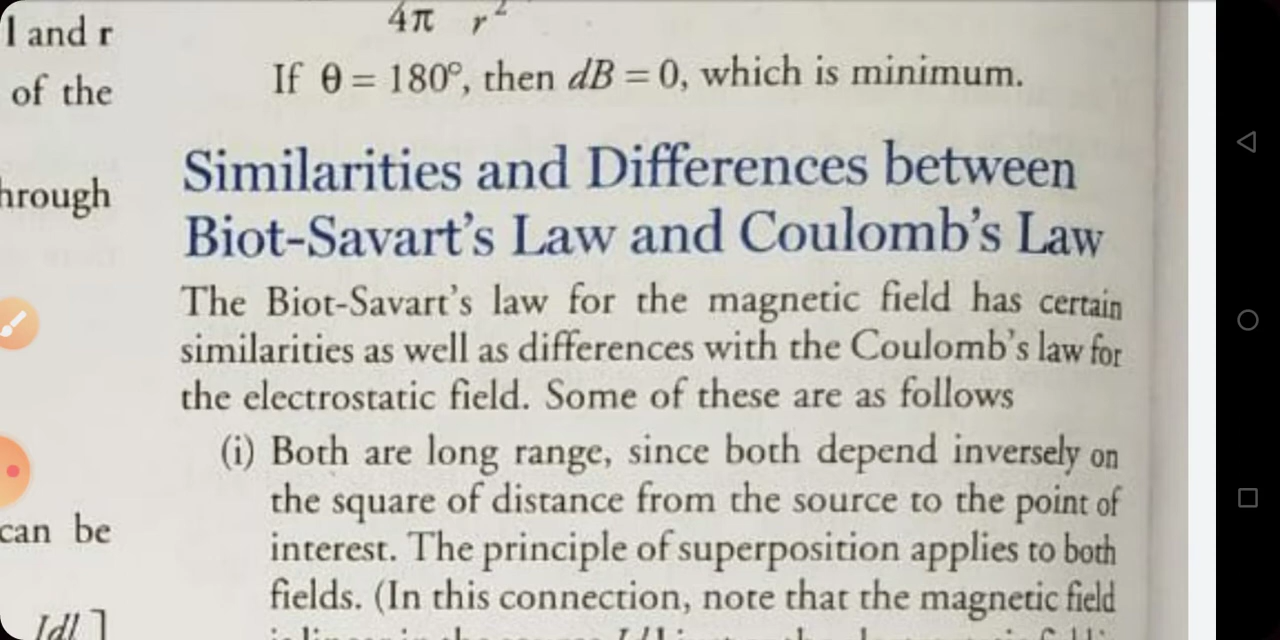 l and r
of the
hrough
can be
Idl ]
4π r²
If θ = 180°, then dB = 0, which is minimum.
Similarities and Differences between
Biot-Savart's Law and Coulomb's Law
The Biot-Savart's law for the magnetic field has certain
similarities as well as differences with the Coulomb's law for
the electrostatic field. Some of these are as follows
(i) Both are long range, since both depend inversely on
the square of distance from the source to the point of
interest. The principle of superposition applies to both
fields. (In this connection, note that the magnetic field